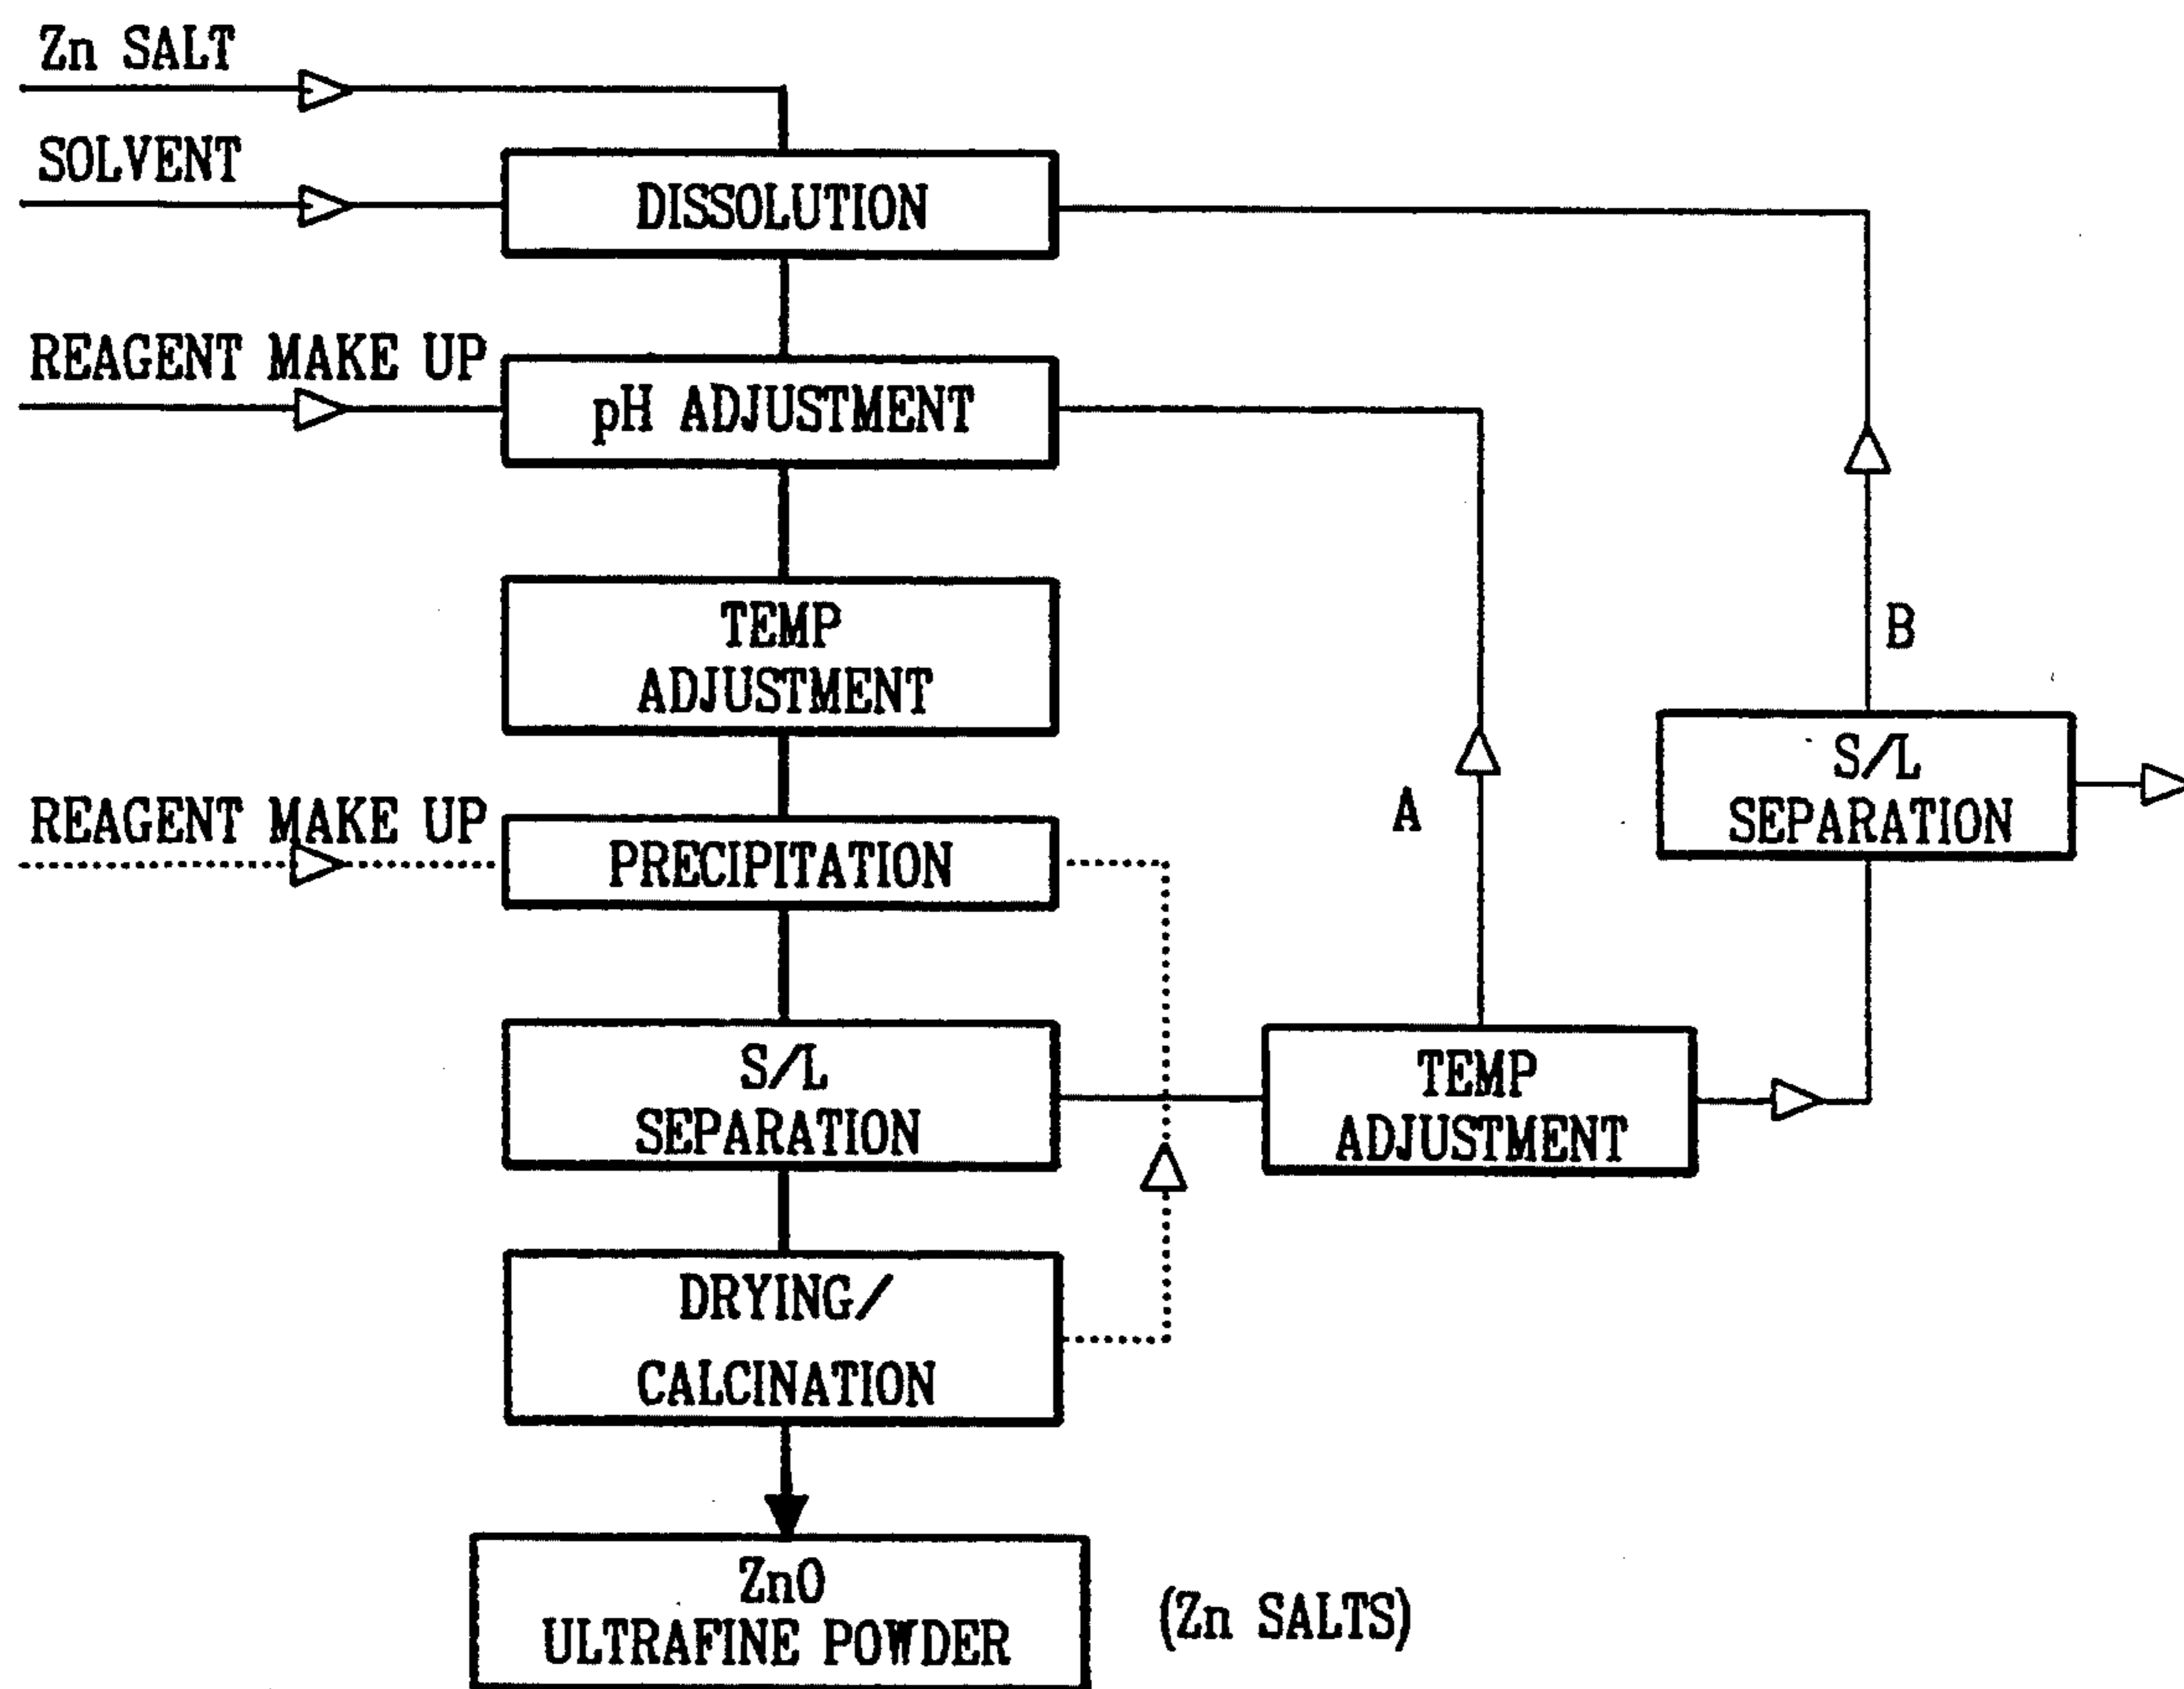 Zn SALT
SOLVENT
DISSOLUTION
REAGENT MAKE UP
pH ADJUSTMENT
TEMP
ADJUSTMENT
B
S/L
SEPARATION
A
REAGENT MAKE UP
PRECIPITATION
S/L
SEPARATION
TEMP
ADJUSTMENT
DRYING/
CALCINATION
ZnO
ULTRAFINE POWDER
(Zn SALTS)